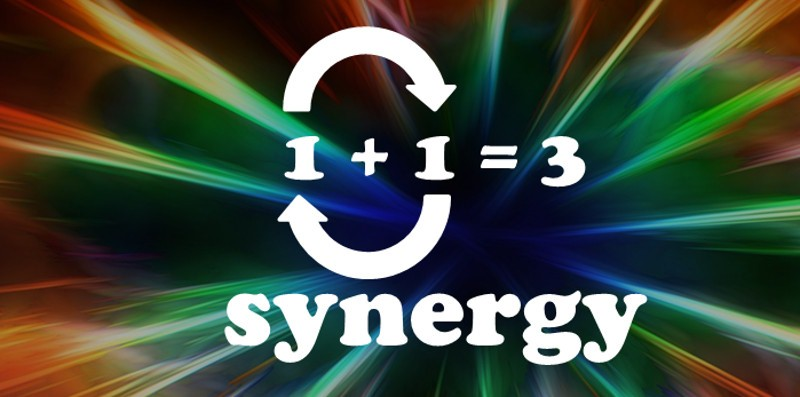 1 + 1 = 3
synergy